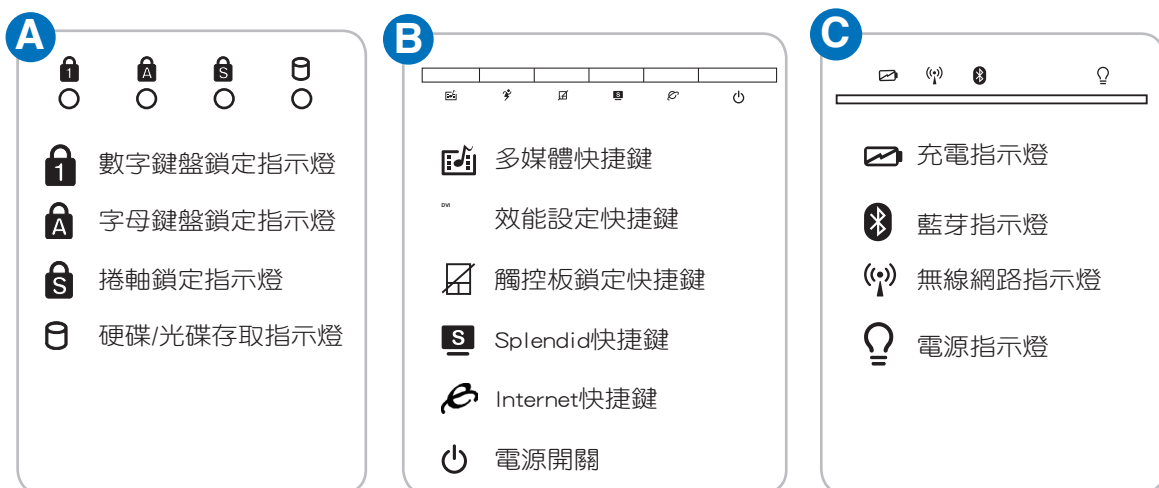 A
1 A S
數字鍵盤鎖定指示燈
字母鍵盤鎖定指示燈
捲軸鎖定指示燈
硬碟/光碟存取指示燈
B
S
多媒體快捷鍵
DVI
效能設定快捷鍵
觸控板鎖定快捷鍵
S Splendid快捷鍵
Internet快捷鍵
電源開關
C
充電指示燈
藍芽指示燈
無線網路指示燈
電源指示燈